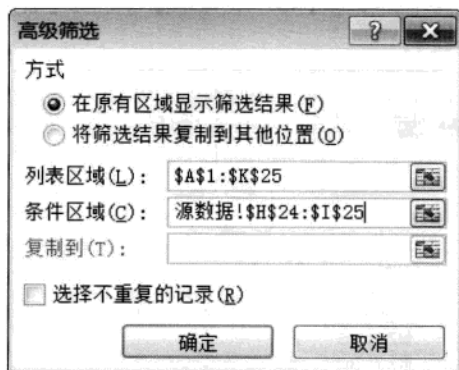 高级筛选
方式
在原有区域显示筛选结果(F)
将筛选结果复制到其他位置(O)
列表区域(L): $A$1:$K$25
条件区域(C): 源数据!$H$24:$I$25
复制到(T):
选择不重复的记录(R)
确定 取消